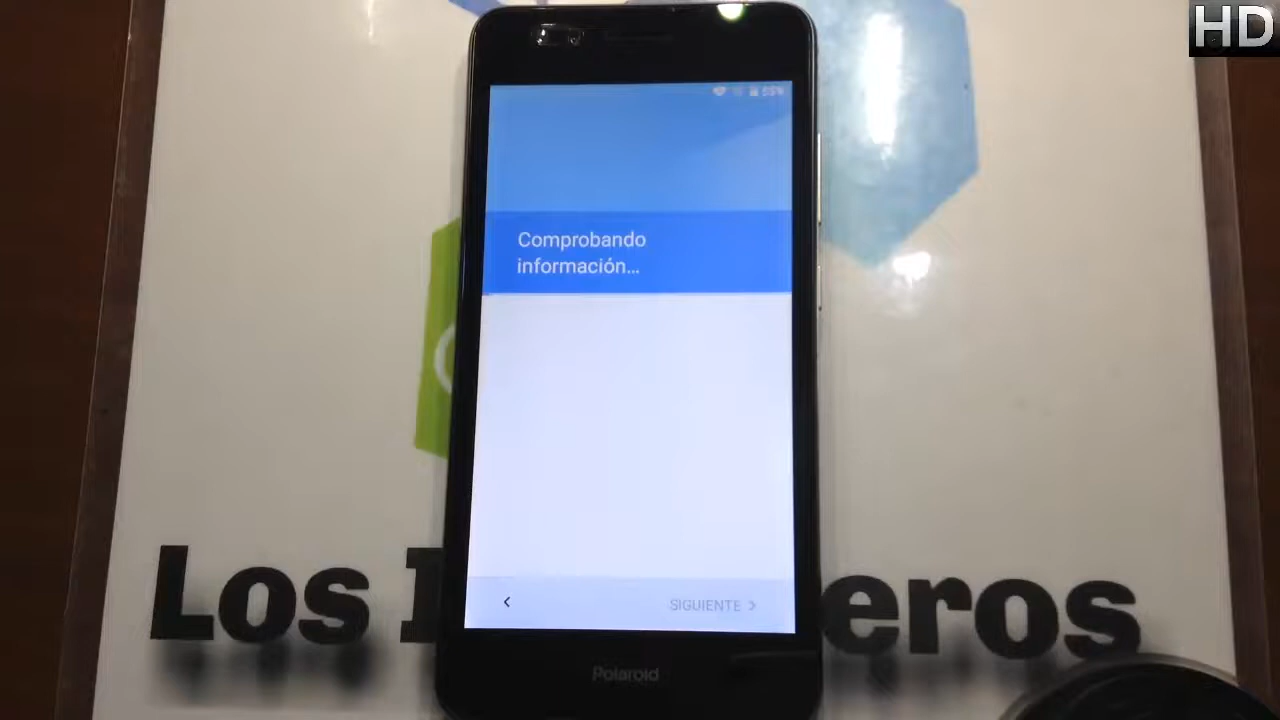 HD
Comprobando
información...
SIGUIENTE
Los
eros
Polaroid